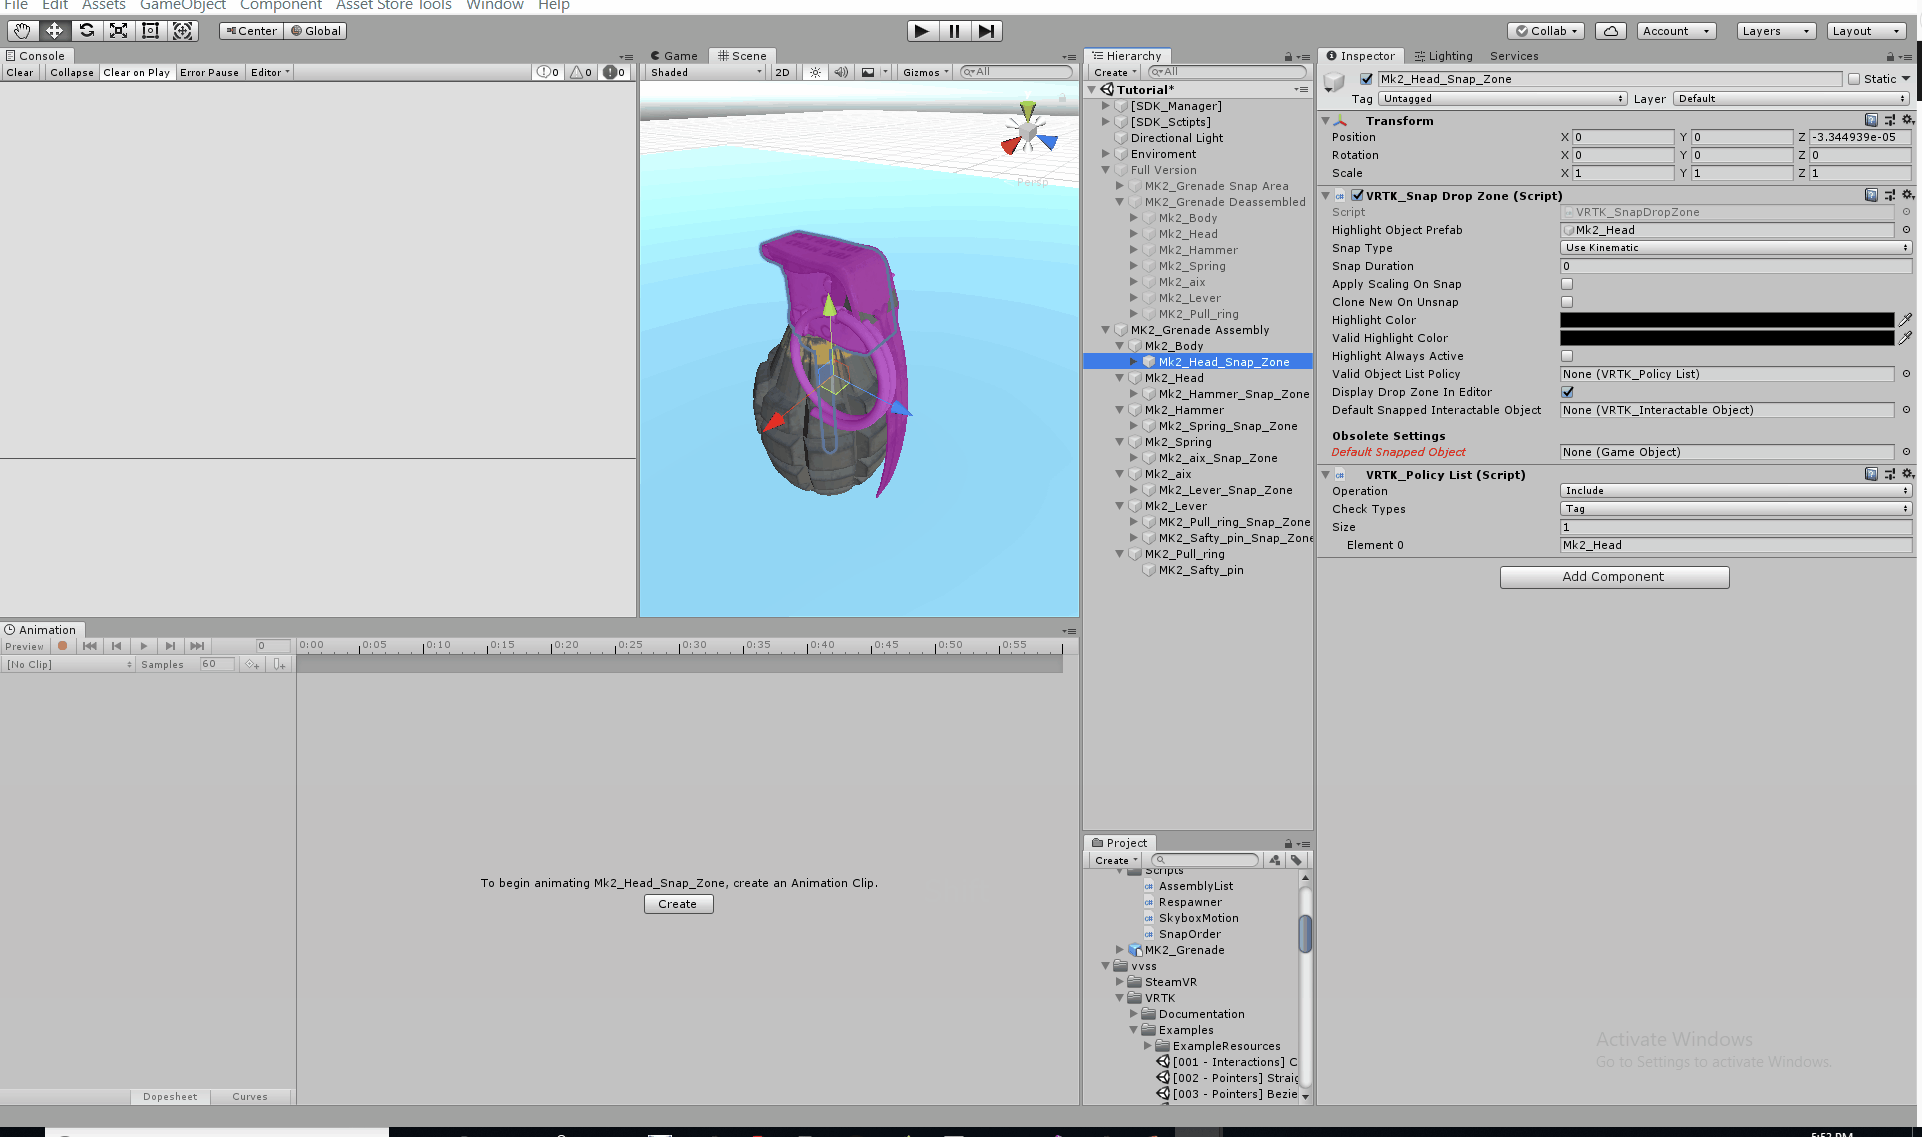 File Edit Assets GameObject Component Asset Store Tools Window Help
Center Global Collab Account Layers Layout
Console
Clear Collapse Clear on Play Error Pause Editor 0 0 0
Game Scene
Shaded 2D Gizmos All
Persp
Hierarchy
Create All
Tutorial*
[SDK_Manager]
[SDK_Sctipts]
Directional Light
Enviroment
Full Version
MK2_Grenade Snap Area
MK2_Grenade Deassembled
Mk2_Body
Mk2_Head
Mk2_Hammer
Mk2_Spring
Mk2_aix
Mk2_Lever
MK2_Pull_ring
MK2_Grenade Assembly
Mk2_Body
Mk2_Head_Snap_Zone
Mk2_Head
Mk2_Hammer_Snap_Zone
Mk2_Hammer
Mk2_Spring_Snap_Zone
Mk2_Spring
Mk2_aix_Snap_Zone
Mk2_aix
Mk2_Lever_Snap_Zone
Mk2_Lever
MK2_Pull_ring_Snap_Zone
MK2_Safty_pin_Snap_Zone
MK2_Pull_ring
MK2_Safty_pin
Inspector Lighting Services
Mk2_Head_Snap_Zone Static
Tag Untagged Layer Default
Transform
Position X 0 Y 0 Z -3.344939e-05
Rotation X 0 Y 0 Z 0
Scale X 1 Y 1 Z 1
VRTK_Snap Drop Zone (Script)
Script VRTK_SnapDropZone
Highlight Object Prefab Mk2_Head
Snap Type Use Kinematic
Snap Duration 0
Apply Scaling On Snap
Clone New On Unsnap
Highlight Color
Valid Highlight Color
Highlight Always Active
Valid Object List Policy None (VRTK_Policy List)
Display Drop Zone In Editor
Default Snapped Interactable Object None (VRTK_Interactable Object)
Obsolete Settings
Default Snapped Object None (Game Object)
VRTK_Policy List (Script)
Operation Include
Check Types Tag
Size 1
Element 0 Mk2_Head
Add Component
Animation
Preview 0 0:00 0:05 0:10 0:15 0:20 0:25 0:30 0:35 0:40 0:45 0:50 0:55
[No Clip] Samples 60
To begin animating Mk2_Head_Snap_Zone, create an Animation Clip.
Create
Dopesheet Curves
Project
Create
Scripts
AssemblyList
Respawner
SkyboxMotion
SnapOrder
MK2_Grenade
vvss
SteamVR
VRTK
Documentation
Examples
ExampleResources
[001 - Interactions] C
[002 - Pointers] Straig
[003 - Pointers] Bezie
Activate Windows
Go to Settings to activate Windows.
5:52 PM